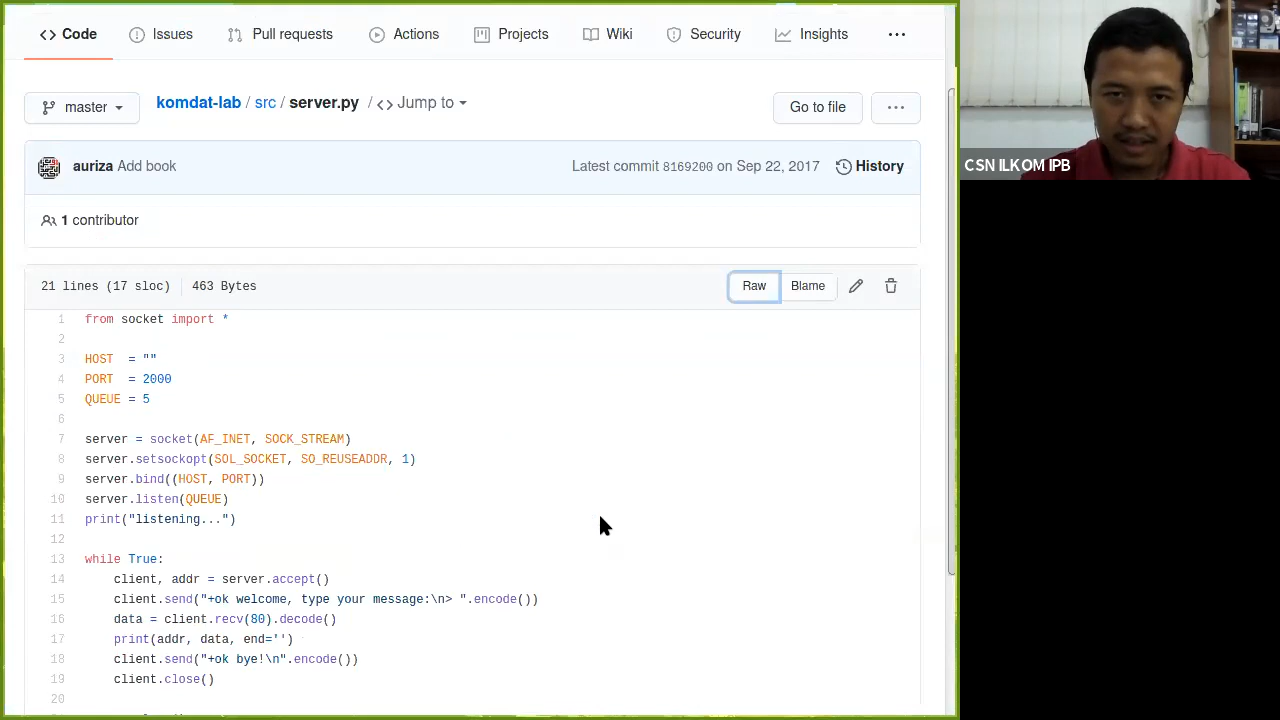 Code Issues Pull requests Actions Projects Wiki Security Insights ...
master komdat-lab / src / server.py / <> Jump to Go to file ...
auriza Add book Latest commit 8169200 on Sep 22, 2017 History
1 contributor
21 lines (17 sloc) 463 Bytes Raw Blame
1 from socket import *
2
3 HOST  = ""
4 PORT  = 2000
5 QUEUE = 5
6
7 server = socket(AF_INET, SOCK_STREAM)
8 server.setsockopt(SOL_SOCKET, SO_REUSEADDR, 1)
9 server.bind((HOST, PORT))
10 server.listen(QUEUE)
11 print("listening...")
12
13 while True:
14     client, addr = server.accept()
15     client.send("+ok welcome, type your message:\n> ".encode())
16     data = client.recv(80).decode()
17     print(addr, data, end='')
18     client.send("+ok bye!\n".encode())
19     client.close()
20
CSN ILKOM IPB